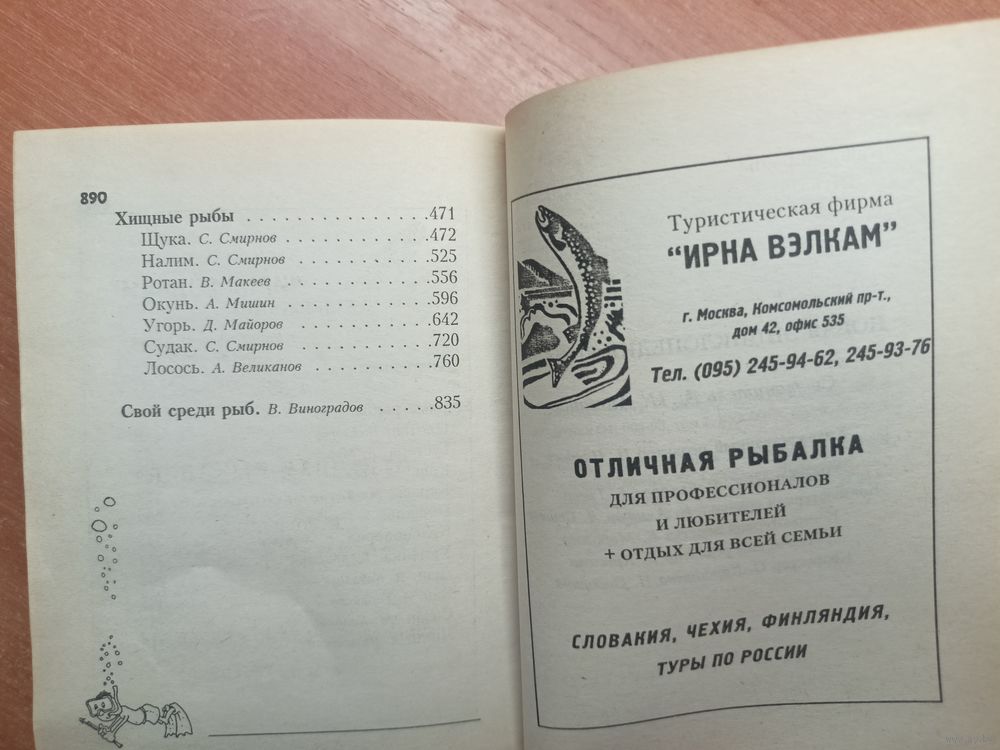 890
Хищные рыбы . . . . . . . . . . . . . . .471
Щука. С. Смирнов . . . . . . . . . . . .472
Налим. С. Смирнов . . . . . . . . . . .525
Ротан. В. Макеев . . . . . . . . . . . .556
Окунь. А. Мишин . . . . . . . . . . . .596
Угорь. Д. Майоров . . . . . . . . . . .642
Судак. С. Смирнов . . . . . . . . . . .720
Лосось. А. Великанов . . . . . . . . . .760
Свой среди рыб. В. Виноградов . . . . .835
Туристическая фирма
“ИРНА ВЭЛКАМ”
г. Москва, Комсомольский пр-т.,
дом 42, офис 535
Тел. (095) 245-94-62, 245-93-76
ОТЛИЧНАЯ РЫБАЛКА
ДЛЯ ПРОФЕССИОНАЛОВ
И ЛЮБИТЕЛЕЙ
+ ОТДЫХ ДЛЯ ВСЕЙ СЕМЬИ
СЛОВАКИЯ, ЧЕХИЯ, ФИНЛЯНДИЯ,
ТУРЫ ПО РОССИИ